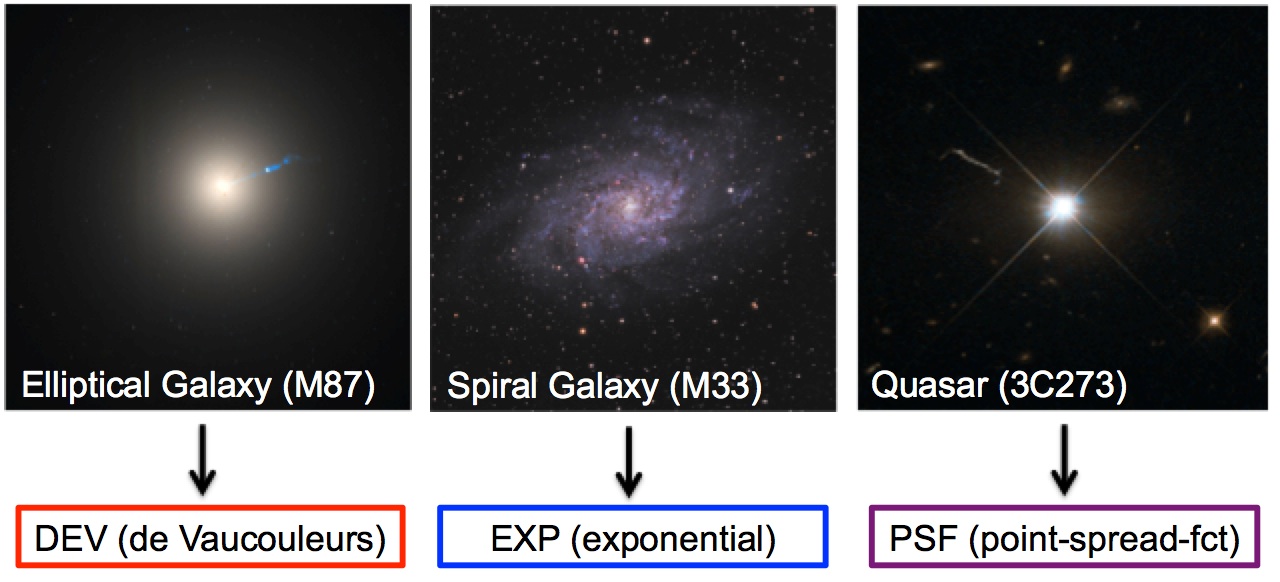 Elliptical Galaxy (M87)
Spiral Galaxy (M33)
Quasar (3C273)
DEV (de Vaucouleurs)
EXP (exponential)
PSF (point-spread-fct)